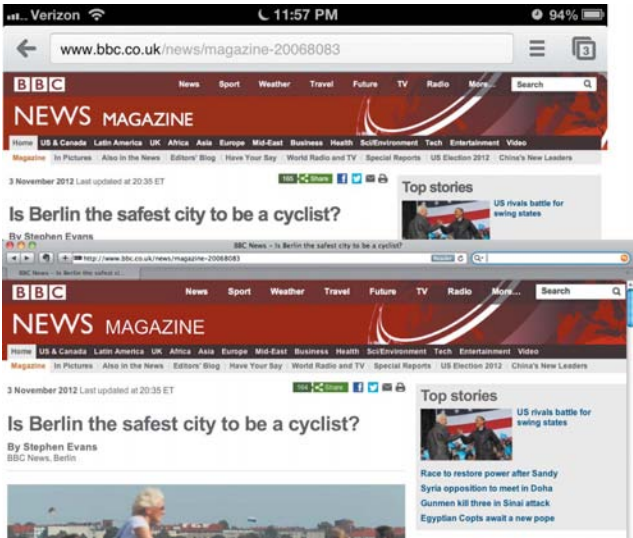 Verizon 11:57 PM 94%
www.bbc.co.uk/news/magazine-20068083 3
BBC News Sport Weather Travel Future TV Radio More... Search
NEWS MAGAZINE
Home US & Canada Latin America UK Africa Asia Europe Mid-East Business Health Sci/Environment Tech Entertainment Video
Magazine In Pictures Also in the News Editors' Blog Have Your Say World Radio and TV Special Reports US Election 2012 China's New Leaders
3 November 2012 Last updated at 20:35 ET
165 Share
Top stories
Is Berlin the safest city to be a cyclist?
US rivals battle for
swing states
By Stephen Evans
BBC News - Is Berlin the safest city to be a cyclist?
http://www.bbc.co.uk/news/magazine-20068083 Reader
BBC News - Is Berlin the safest ci...
BBC News Sport Weather Travel Future TV Radio More... Search
NEWS MAGAZINE
Home US & Canada Latin America UK Africa Asia Europe Mid-East Business Health Sci/Environment Tech Entertainment Video
Magazine In Pictures Also in the News Editors' Blog Have Your Say World Radio and TV Special Reports US Election 2012 China's New Leaders
3 November 2012 Last updated at 20:35 ET
164 Share
Top stories
Is Berlin the safest city to be a cyclist?
By Stephen Evans
BBC News, Berlin
US rivals battle for
swing states
Race to restore power after Sandy
Syria opposition to meet in Doha
Gunmen kill three in Sinai attack
Egyptian Copts await a new pope